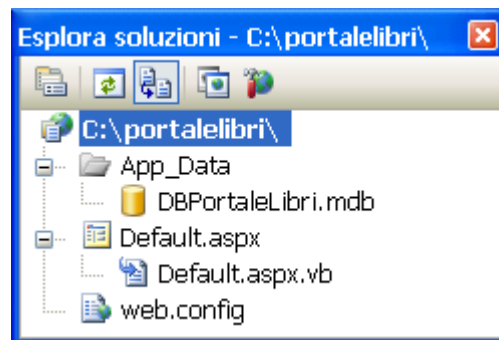 Esplora soluzioni - C:\portalelibri\
C:\portalelibri\
App_Data
DBPortaleLibri.mdb
Default.aspx
Default.aspx.vb
web.config